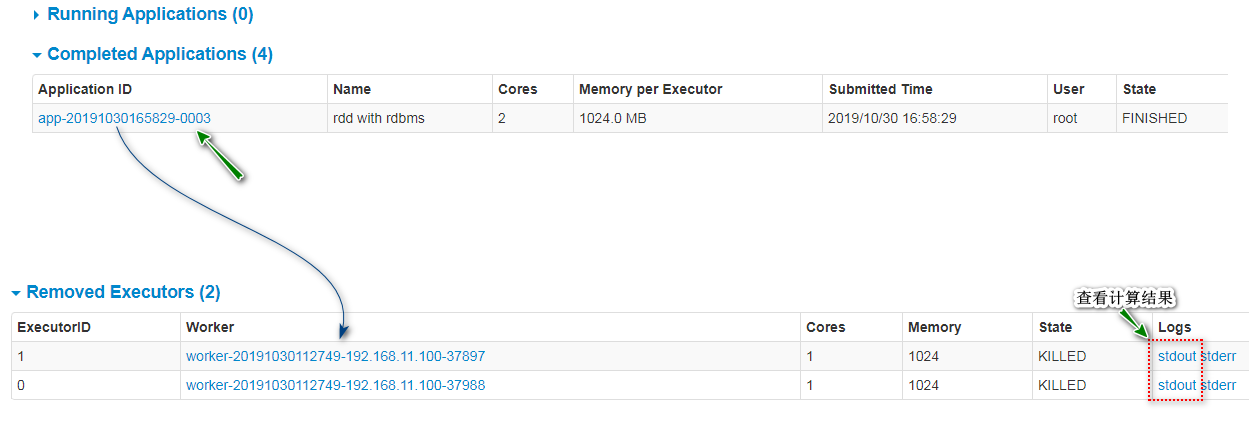 Running Applications (0)
Completed Applications (4)
Application ID Name Cores Memory per Executor Submitted Time User State
app-20191030165829-0003 rdd with rdbms 2 1024.0 MB 2019/10/30 16:58:29 root FINISHED
Removed Executors (2)
查看计算结果
ExecutorID Worker Cores Memory State Logs
1 worker-20191030112749-192.168.11.100-37897 1 1024 KILLED stdout stderr
0 worker-20191030112749-192.168.11.100-37988 1 1024 KILLED stdout stderr